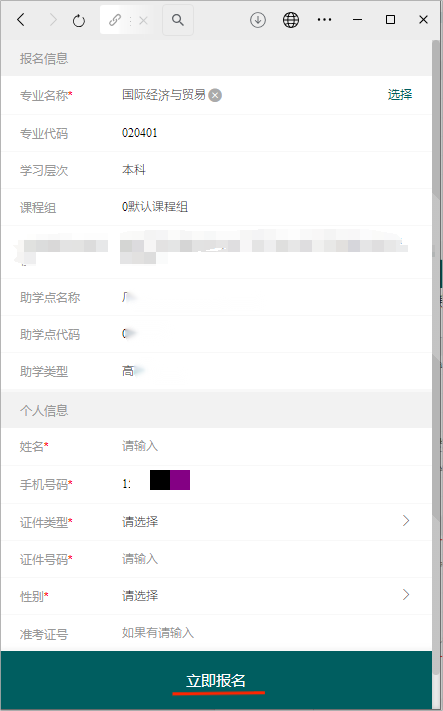 报名信息
专业名称* 国际经济与贸易 选择
专业代码 020401
学习层次 本科
课程组 0默认课程组
助学点名称
助学点代码 0
助学类型 高
个人信息
姓名* 请输入
手机号码* 1:
证件类型* 请选择
证件号码* 请输入
性别* 请选择
准考证号 如果有请输入
立即报名